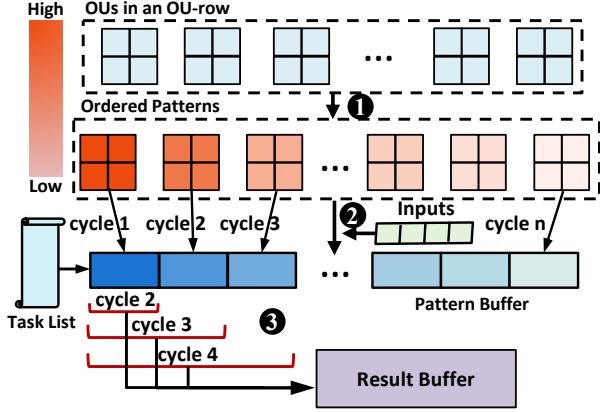 High
OUs in an OU-row
...
❶
Ordered Patterns
...
Low
❷
Inputs
cycle 1
cycle 2
cycle 3
cycle n
...
Task List
Pattern Buffer
cycle 2
cycle 3
❸
cycle 4
Result Buffer